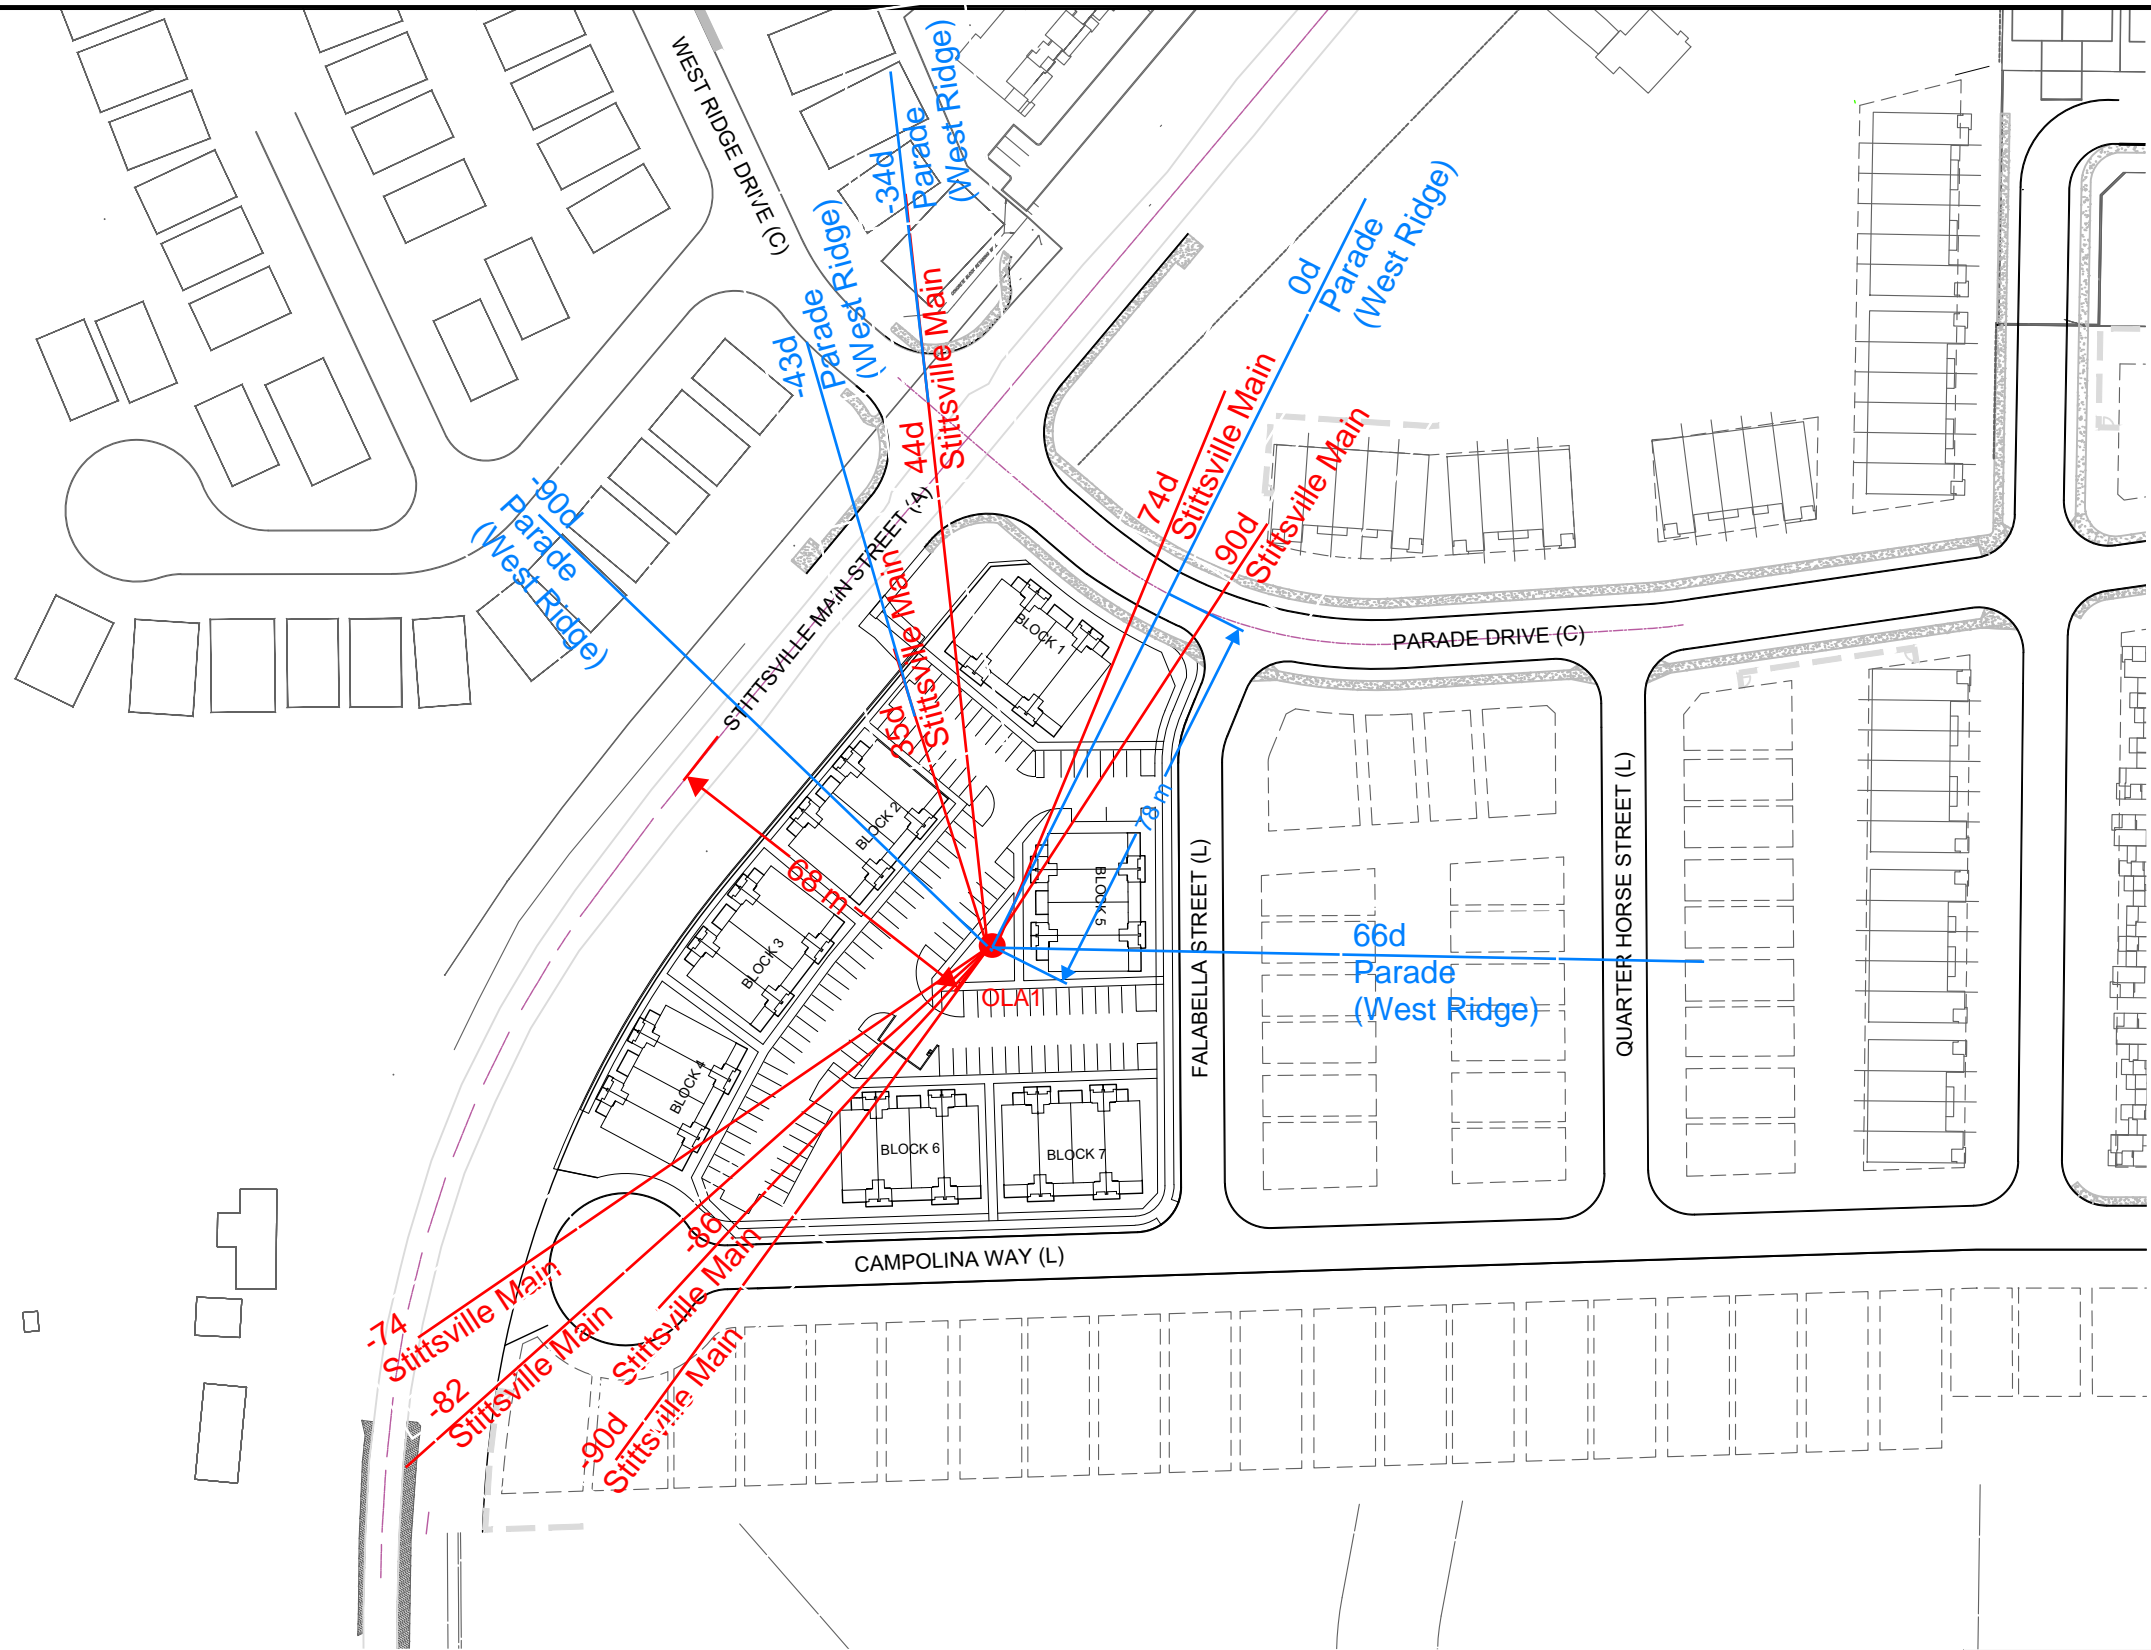 WEST RIDGE DRIVE (C)
-34d
Parade
(West Ridge)
-43d
Parade
(West Ridge)
0d
Parade
(West Ridge)
44d
Stittsville Main
74d
Stittsville Main
90d
Stittsville Main
-90d
Parade
(West Ridge)
STITTSVILLE MAIN STREET (A)
35d
Stittsville Main
BLOCK 1
PARADE DRIVE (C)
78 m
BLOCK 2
68 m
BLOCK 3
BLOCK 5
BLOCK 4
OLA1
66d
Parade
(West Ridge)
FALABELLA STREET (L)
QUARTER HORSE STREET (L)
BLOCK 6
BLOCK 7
CAMPOLINA WAY (L)
-74
Stittsville Main
-82
Stittsville Main
-86
Stittsville Main
-90d
Stittsville Main